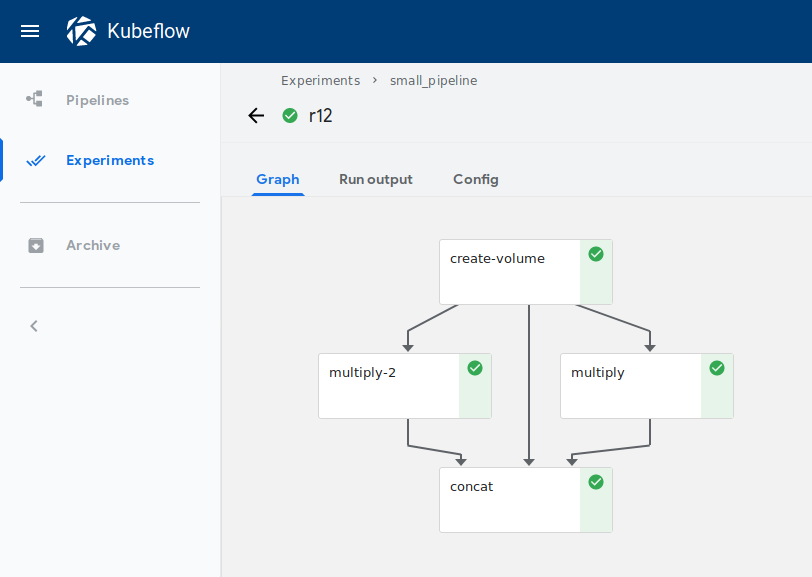 Kubeflow
Pipelines
Experiments
Archive
Experiments > small_pipeline
r12
Graph Run output Config
create-volume
multiply-2 multiply
concat